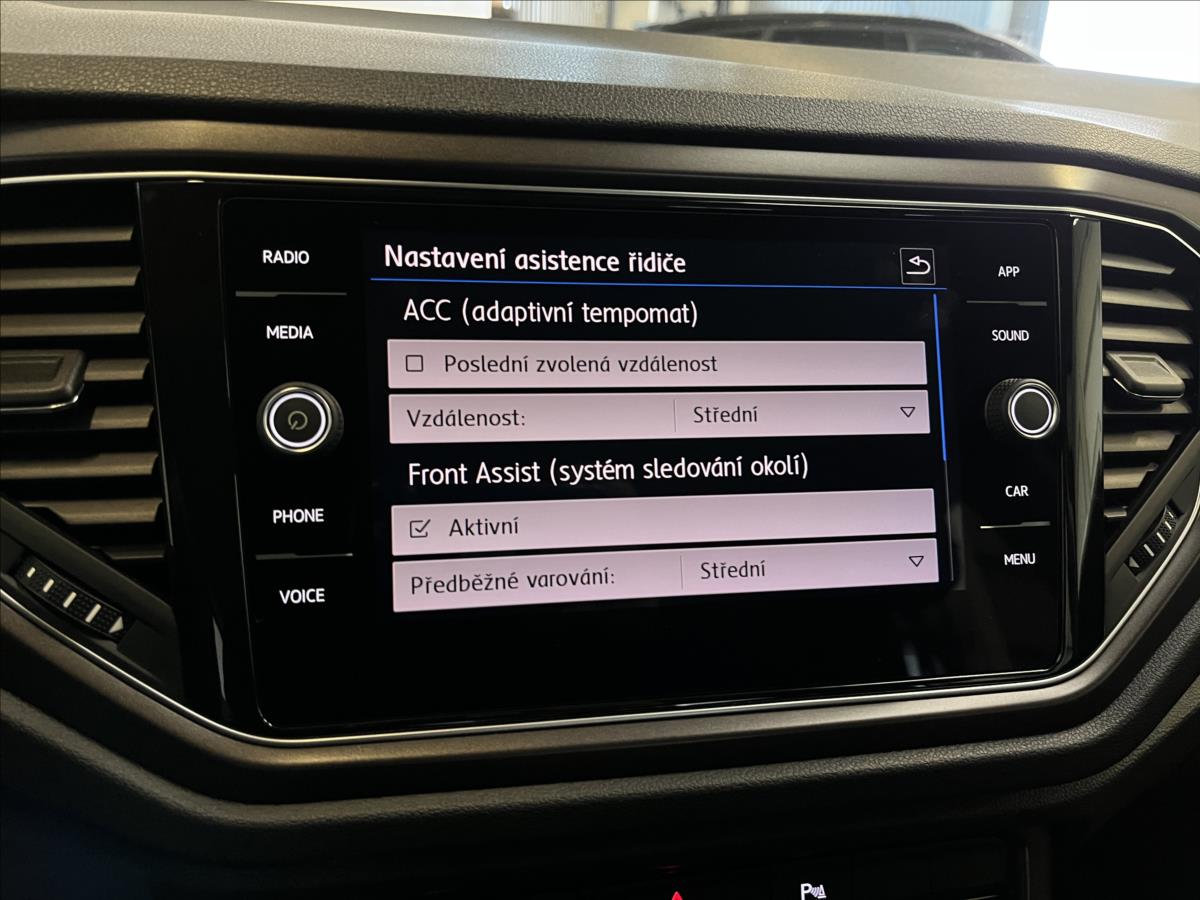 RADIO
MEDIA
PHONE
VOICE
Nastavení asistence řidiče
ACC (adaptivní tempomat)
Poslední zvolená vzdálenost
Vzdálenost: Střední
Front Assist (systém sledování okolí)
Aktivní
Předběžné varování: Střední
APP
SOUND
CAR
MENU
P